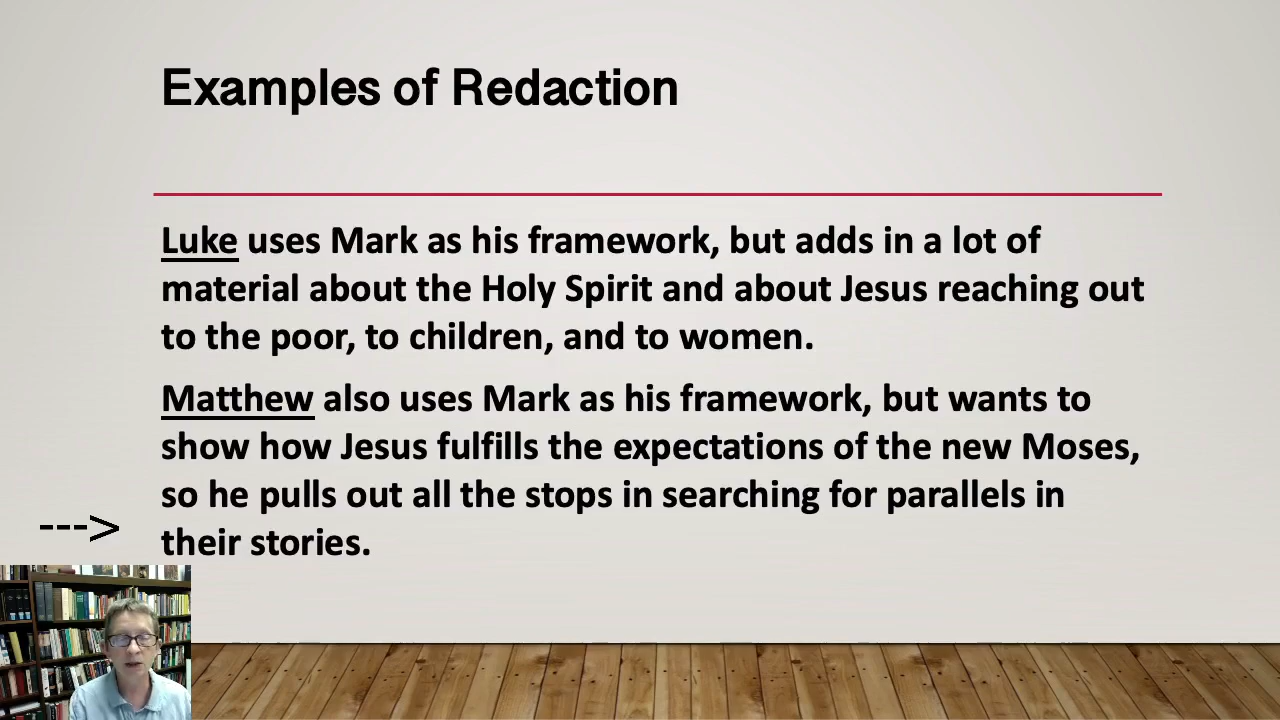 Examples of Redaction
Luke uses Mark as his framework, but adds in a lot of
material about the Holy Spirit and about Jesus reaching out
to the poor, to children, and to women.
Matthew also uses Mark as his framework, but wants to
show how Jesus fulfills the expectations of the new Moses,
so he pulls out all the stops in searching for parallels in
--->
their stories.